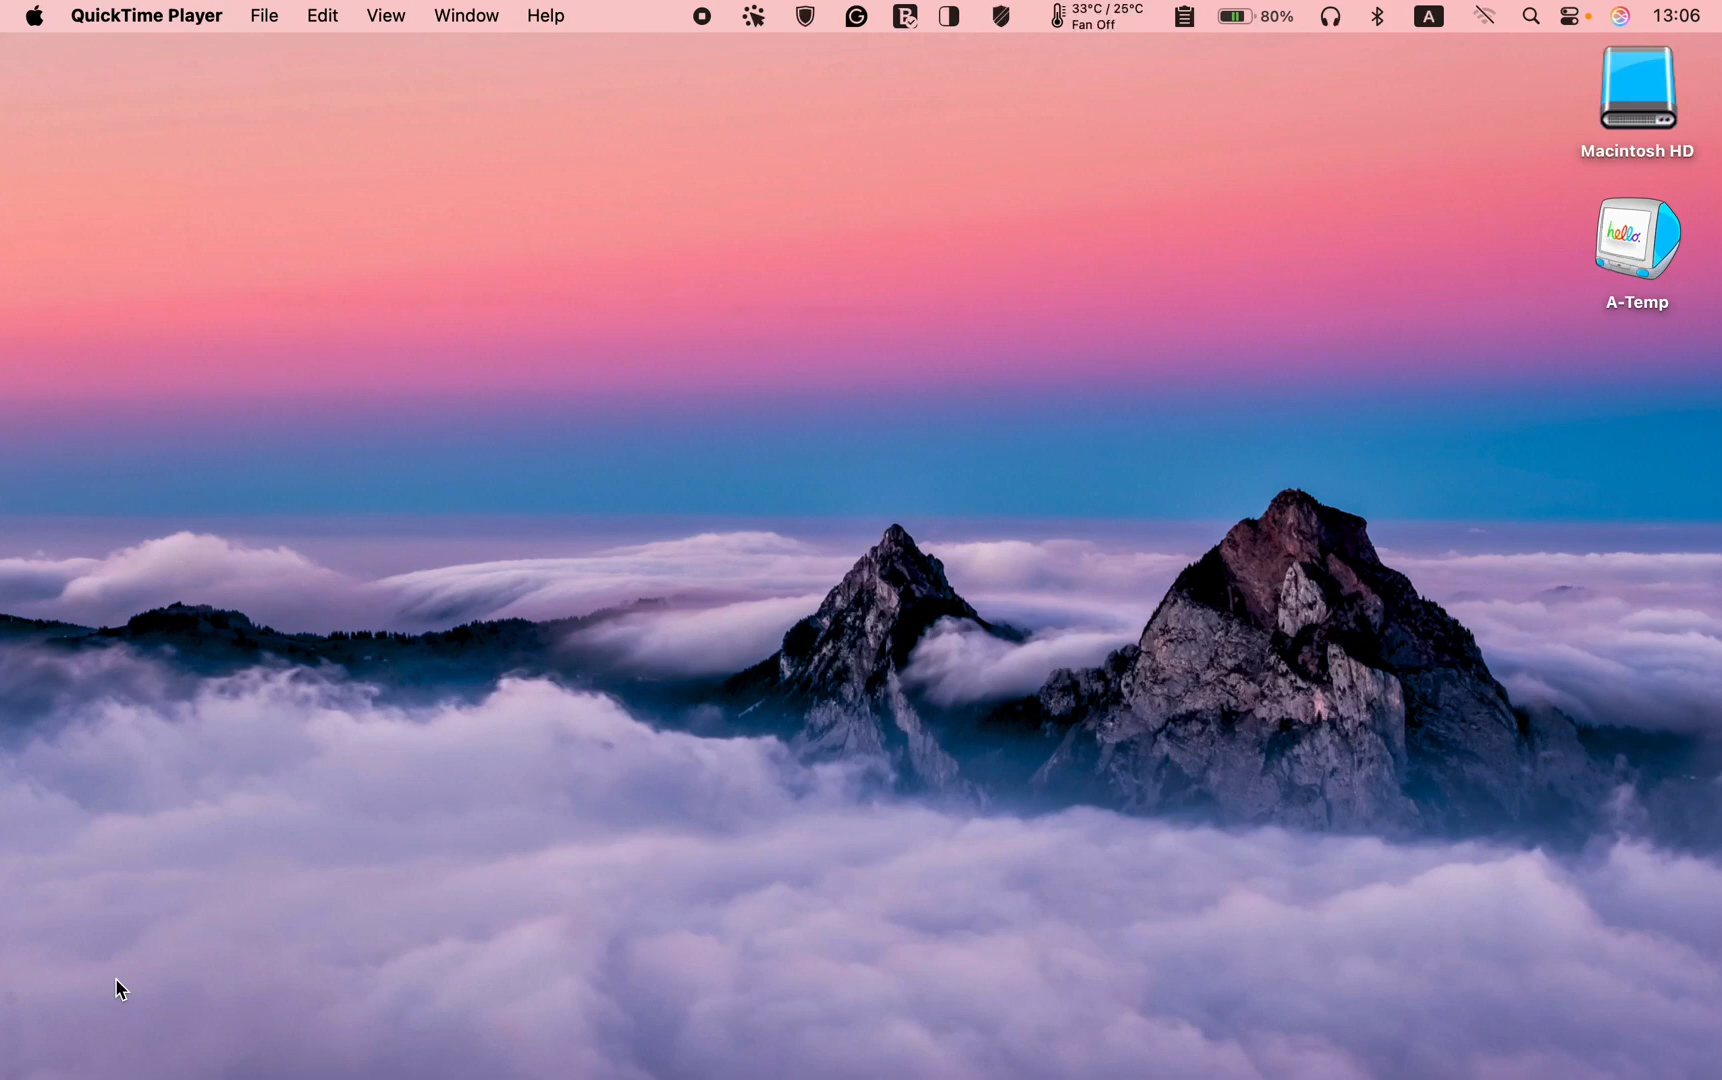 QuickTime Player File Edit View Window Help 33°C / 25°C 80% A 13:06
Fan Off
Macintosh HD
hello.
A-Temp